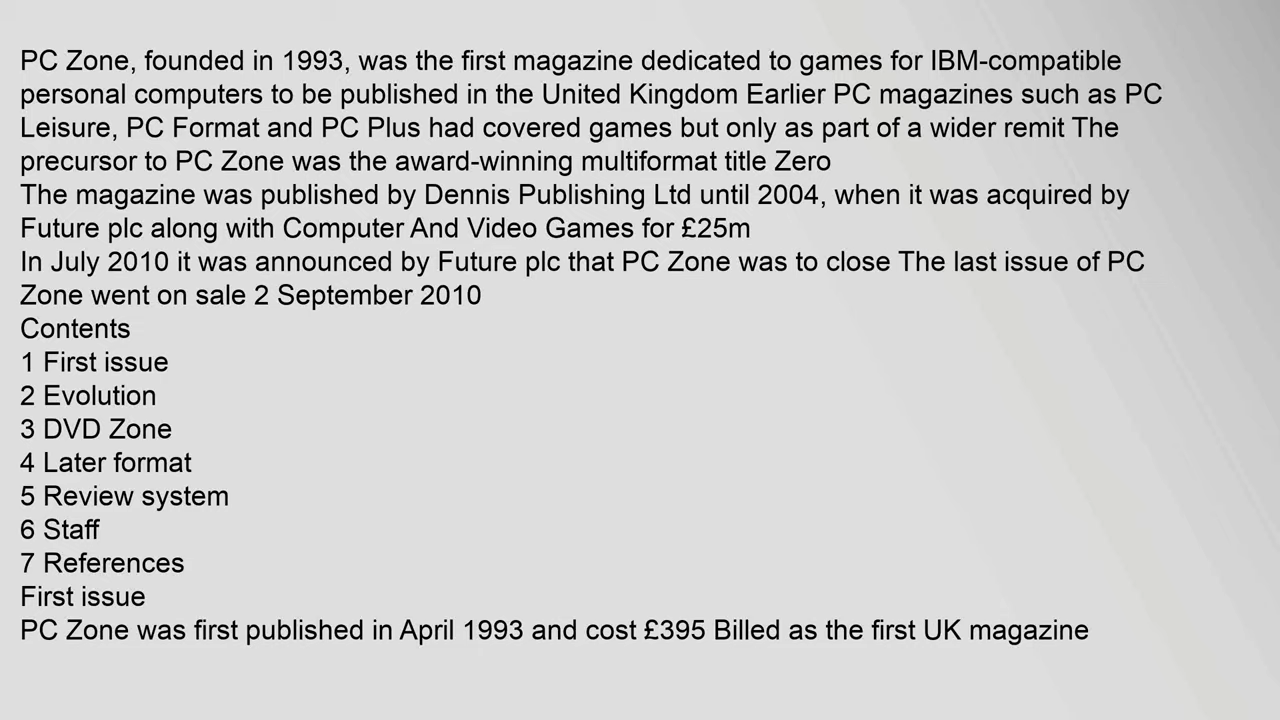 PC Zone, founded in 1993, was the first magazine dedicated to games for IBM-compatible
personal computers to be published in the United Kingdom Earlier PC magazines such as PC
Leisure, PC Format and PC Plus had covered games but only as part of a wider remit The
precursor to PC Zone was the award-winning multiformat title Zero
The magazine was published by Dennis Publishing Ltd until 2004, when it was acquired by
Future plc along with Computer And Video Games for £25m
In July 2010 it was announced by Future plc that PC Zone was to close The last issue of PC
Zone went on sale 2 September 2010
Contents
1 First issue
2 Evolution
3 DVD Zone
4 Later format
5 Review system
6 Staff
7 References
First issue
PC Zone was first published in April 1993 and cost £395 Billed as the first UK magazine